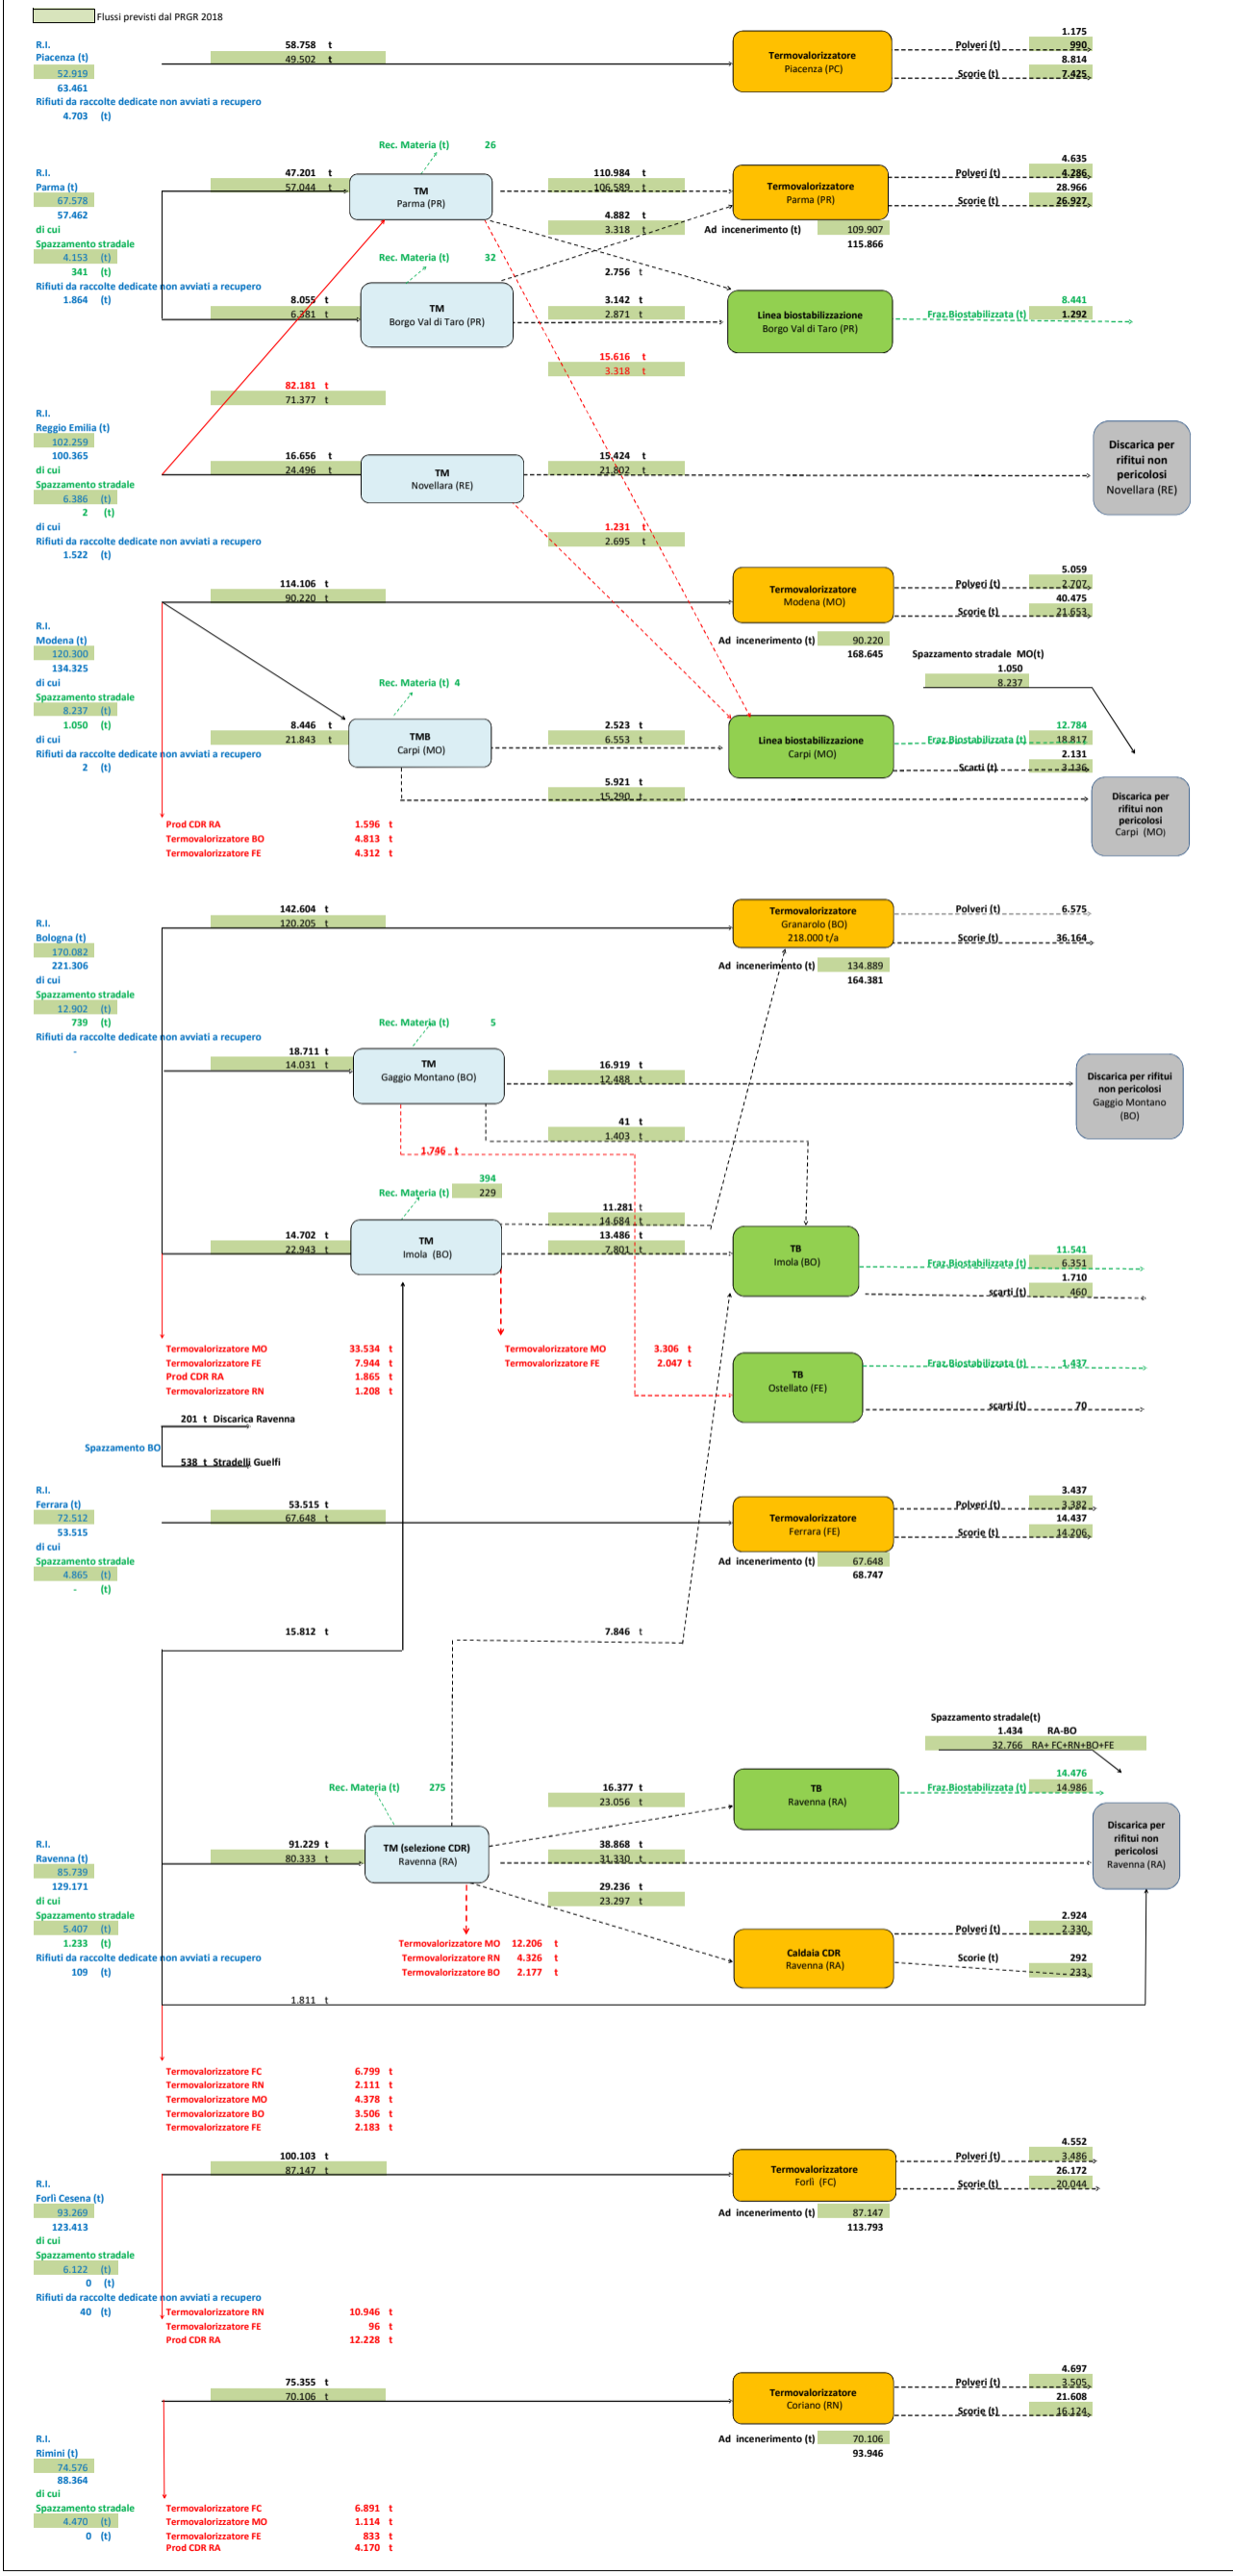 Flussi previsti dal PRGR 2018
R.I.
Piacenza (t)
52.919
63.461
Rifiuti da raccolte dedicate non avviati a recupero
4.703 (t)
58.758 t
49.502 t
Termovalorizzatore
Piacenza (PC)
1.175
Polveri (t) 990
8.814
Scorie (t) 7.425
Rec. Materia (t) 26
R.I.
Parma (t)
67.578
57.462
di cui
Spazzamento stradale
4.153 (t)
341 (t)
Rifiuti da raccolte dedicate non avviati a recupero
1.864 (t)
47.201 t
57.044 t
TM
Parma (PR)
110.984 t
106.589 t
4.882 t
3.318 t
Termovalorizzatore
Parma (PR)
Ad incenerimento (t) 109.907
115.866
4.635
Polveri (t) 4.286
28.966
Scorie (t) 26.927
Rec. Materia (t) 32
2.756 t
8.055 t
6.381 t
TM
Borgo Val di Taro (PR)
3.142 t
2.871 t
Linea biostabilizzazione
Borgo Val di Taro (PR)
8.441
Fraz.Biostabilizzata (t) 1.292
15.616 t
3.318 t
82.181 t
71.377 t
R.I.
Reggio Emilia (t)
102.259
100.365
di cui
Spazzamento stradale
6.386 (t)
2 (t)
di cui
Rifiuti da raccolte dedicate non avviati a recupero
1.522 (t)
16.656 t
24.496 t
TM
Novellara (RE)
15.424 t
21.802 t
Discarica per
rifitui non
pericolosi
Novellara (RE)
1.231 t
2.695 t
114.106 t
90.220 t
Termovalorizzatore
Modena (MO)
Ad incenerimento (t) 90.220
168.645
5.059
Polveri (t) 2.707
40.475
Scorie (t) 21.653
R.I.
Modena (t)
120.300
134.325
di cui
Spazzamento stradale
8.237 (t)
1.050 (t)
di cui
Rifiuti da raccolte dedicate non avviati a recupero
2 (t)
Spazzamento stradale MO(t)
1.050
8.237
Rec. Materia (t) 4
8.446 t
21.843 t
TMB
Carpi (MO)
2.523 t
6.553 t
5.921 t
15.290 t
Linea biostabilizzazione
Carpi (MO)
12.784
Fraz.Biostabilizzata (t) 18.817
2.131
Scarti (t) 3.136
Discarica per
rifitui non
pericolosi
Carpi (MO)
Prod CDR RA 1.596 t
Termovalorizzatore BO 4.813 t
Termovalorizzatore FE 4.312 t
R.I.
Bologna (t)
170.082
221.306
di cui
Spazzamento stradale
12.902 (t)
739 (t)
Rifiuti da raccolte dedicate non avviati a recupero
-
142.604 t
120.205 t
Termovalorizzatore
Granarolo (BO)
218.000 t/a
Ad incenerimento (t) 134.889
164.381
Polveri (t) 6.575
Scorie (t) 36.164
Rec. Materia (t) 5
18.711 t
14.031 t
TM
Gaggio Montano (BO)
16.919 t
12.488 t
Discarica per rifitui
non pericolosi
Gaggio Montano
(BO)
41 t
1.403 t
1.746 t
394
Rec. Materia (t) 229
14.702 t
22.943 t
TM
Imola (BO)
11.281 t
14.684 t
13.486 t
7.801 t
TB
Imola (BO)
11.541
Fraz.Biostabilizzata (t) 6.351
1.710
scarti (t) 460
Termovalorizzatore MO 33.534 t
Termovalorizzatore FE 7.944 t
Prod CDR RA 1.865 t
Termovalorizzatore RN 1.208 t
Termovalorizzatore MO 3.306 t
Termovalorizzatore FE 2.047 t
TB
Ostellato (FE)
Fraz.Biostabilizzata (t) 1.437
scarti (t) 70
201 t Discarica Ravenna
Spazzamento BO
538 t Stradelli Guelfi
R.I.
Ferrara (t)
72.512
53.515
di cui
Spazzamento stradale
4.865 (t)
- (t)
53.515 t
67.648 t
Termovalorizzatore
Ferrara (FE)
Ad incenerimento (t) 67.648
68.747
3.437
Polveri (t) 3.382
14.437
Scorie (t) 14.206
15.812 t
7.846 t
Spazzamento stradale(t)
1.434 RA-BO
32.766 RA+ FC+RN+BO+FE
Rec. Materia (t) 275
R.I.
Ravenna (t)
85.739
129.171
di cui
Spazzamento stradale
5.407 (t)
1.233 (t)
Rifiuti da raccolte dedicate non avviati a recupero
109 (t)
91.229 t
80.333 t
TM (selezione CDR)
Ravenna (RA)
16.377 t
23.056 t
38.868 t
31.330 t
29.236 t
23.297 t
TB
Ravenna (RA)
14.476
Fraz.Biostabilizzata (t) 14.986
Discarica per
rifitui non
pericolosi
Ravenna (RA)
Termovalorizzatore MO 12.206 t
Termovalorizzatore RN 4.326 t
Termovalorizzatore BO 2.177 t
Caldaia CDR
Ravenna (RA)
2.924
Polveri (t) 2.330
Scorie (t) 292
233
1.811 t
Termovalorizzatore FC 6.799 t
Termovalorizzatore RN 2.111 t
Termovalorizzatore MO 4.378 t
Termovalorizzatore BO 3.506 t
Termovalorizzatore FE 2.183 t
100.103 t
87.147 t
Termovalorizzatore
Forlì (FC)
Ad incenerimento (t) 87.147
113.793
4.552
Polveri (t) 3.486
26.172
Scorie (t) 20.044
R.I.
Forlì Cesena (t)
93.269
123.413
di cui
Spazzamento stradale
6.122 (t)
0 (t)
Rifiuti da raccolte dedicate non avviati a recupero
40 (t)
Termovalorizzatore RN 10.946 t
Termovalorizzatore FE 96 t
Prod CDR RA 12.228 t
75.355 t
70.106 t
Termovalorizzatore
Coriano (RN)
Ad incenerimento (t) 70.106
93.946
4.697
Polveri (t) 3.505
21.608
Scorie (t) 16.124
R.I.
Rimini (t)
74.576
88.364
di cui
Spazzamento stradale
4.470 (t)
0 (t)
Termovalorizzatore FC 6.891 t
Termovalorizzatore MO 1.114 t
Termovalorizzatore FE 833 t
Prod CDR RA 4.170 t